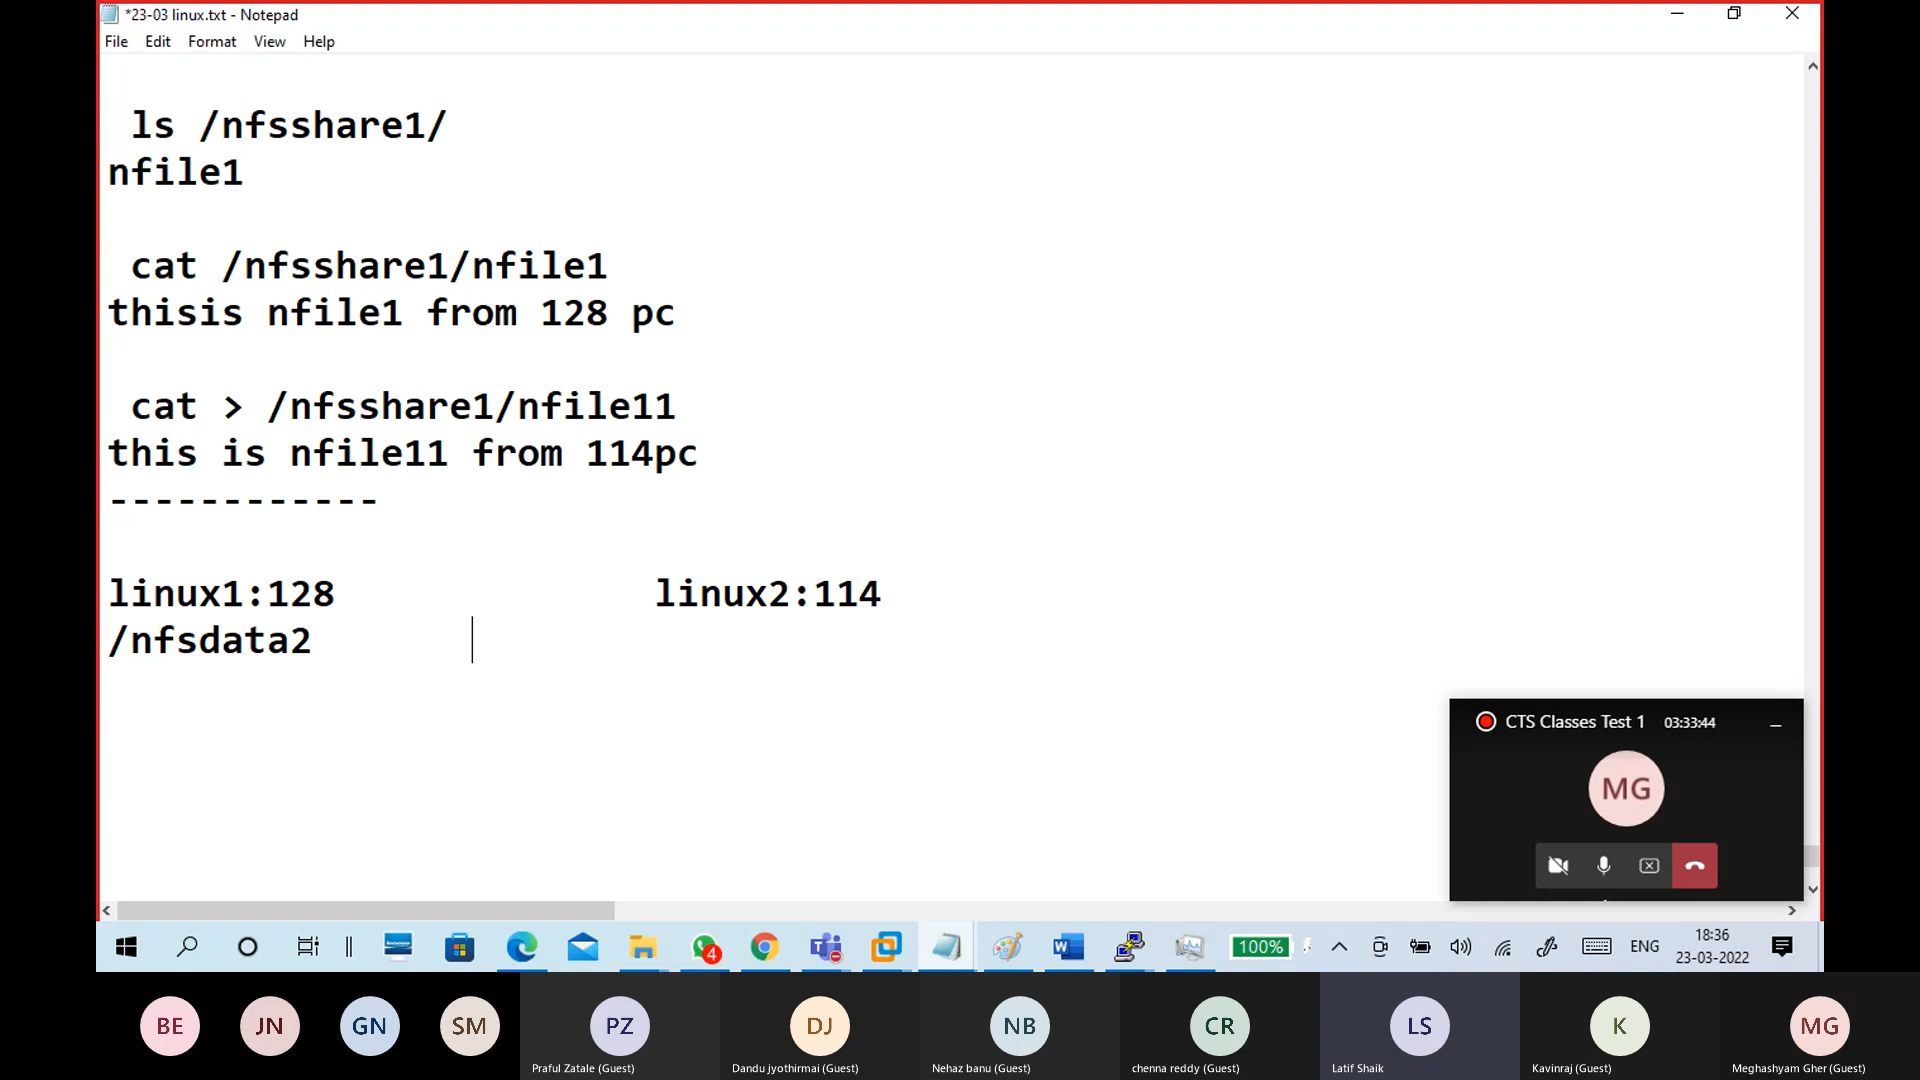 *23-03 linux.txt - Notepad
File Edit Format View Help
ls /nfsshare1/
nfile1
cat /nfsshare1/nfile1
thisis nfile1 from 128 pc
cat > /nfsshare1/nfile11
this is nfile11 from 114pc
------------
linux1:128 linux2:114
/nfsdata2
CTS Classes Test 1 03:33:44
MG
4
100%
ENG
18:36
23-03-2022
BE JN GN SM PZ DJ NB CR LS K MG
Praful Zatale (Guest) Dandu jyothirmai (Guest) Nehaz banu (Guest) chenna reddy (Guest) Latif Shaik Kavinraj (Guest) Meghashyam Gher (Guest)